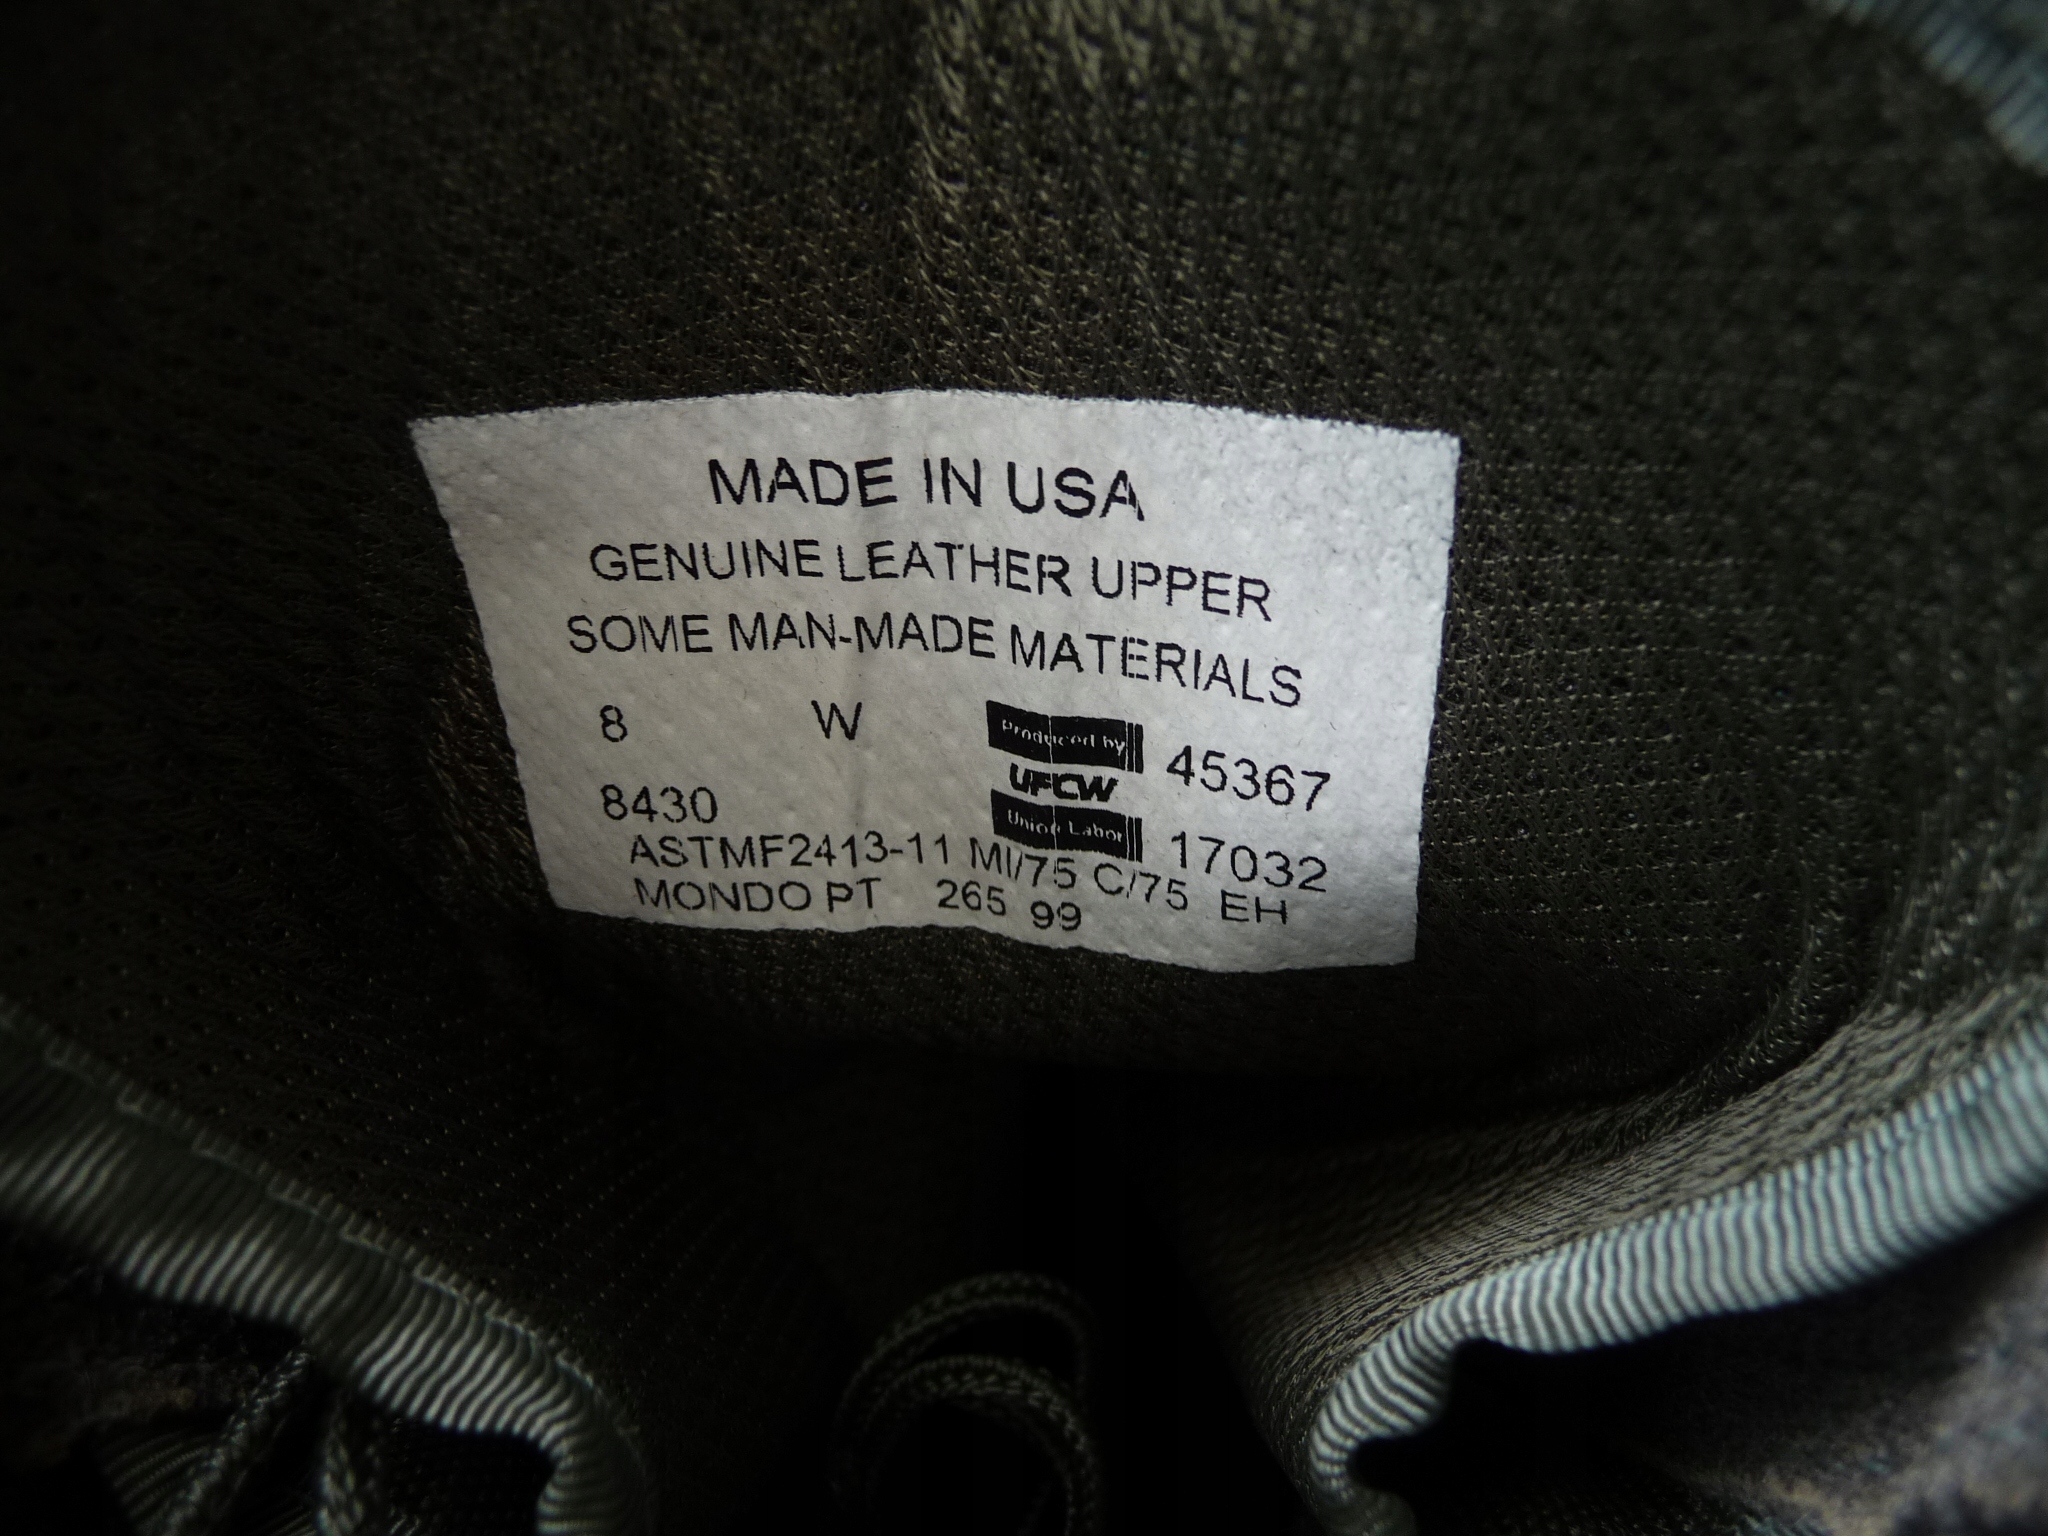 MADE IN USA
GENUINE LEATHER UPPER
SOME MAN-MADE MATERIALS
8 W Produced by 45367
UFCW
8430 Union Labor 17032
ASTMF2413-11 MI/75 C/75 EH
MONDO PT 265 99